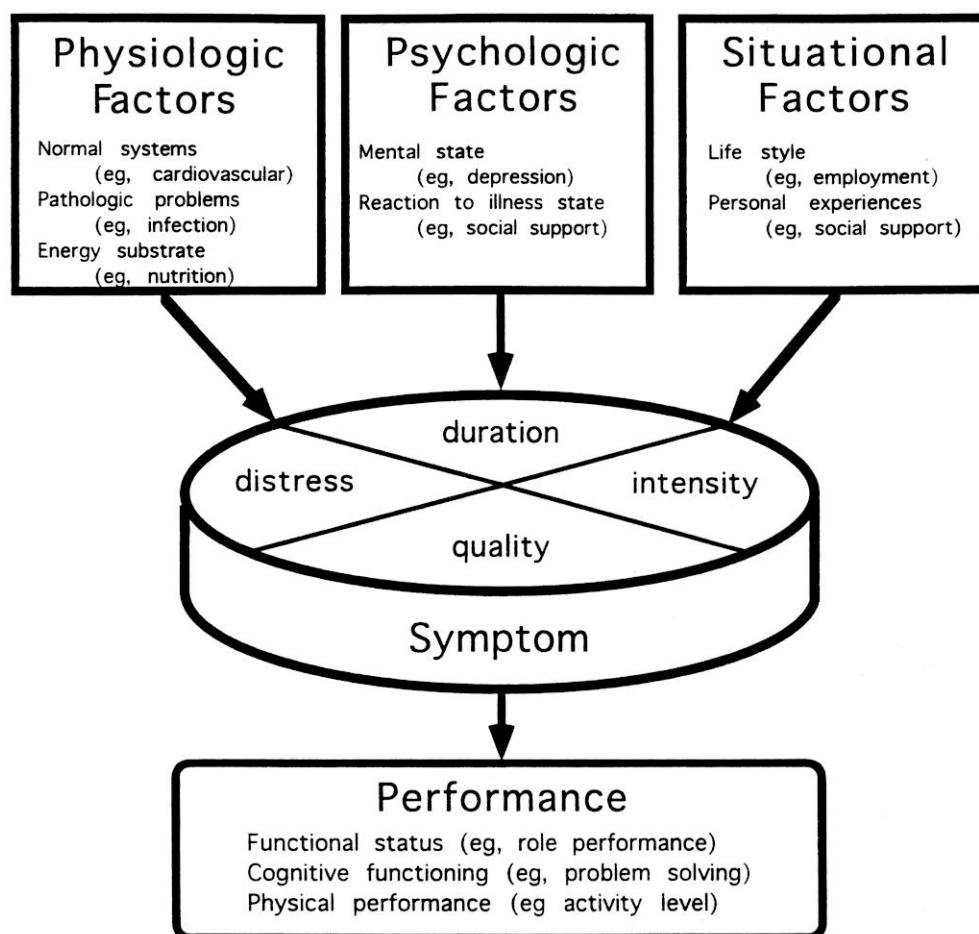 Physiologic
Factors
Normal systems
(eg, cardiovascular)
Pathologic problems
(eg, infection)
Energy substrate
(eg, nutrition)
Psychologic
Factors
Mental state
(eg, depression)
Reaction to illness state
(eg, social support)
Situational
Factors
Life style
(eg, employment)
Personal experiences
(eg, social support)
duration
distress
intensity
quality
Symptom
Performance
Functional status (eg, role performance)
Cognitive functioning (eg, problem solving)
Physical performance (eg activity level)